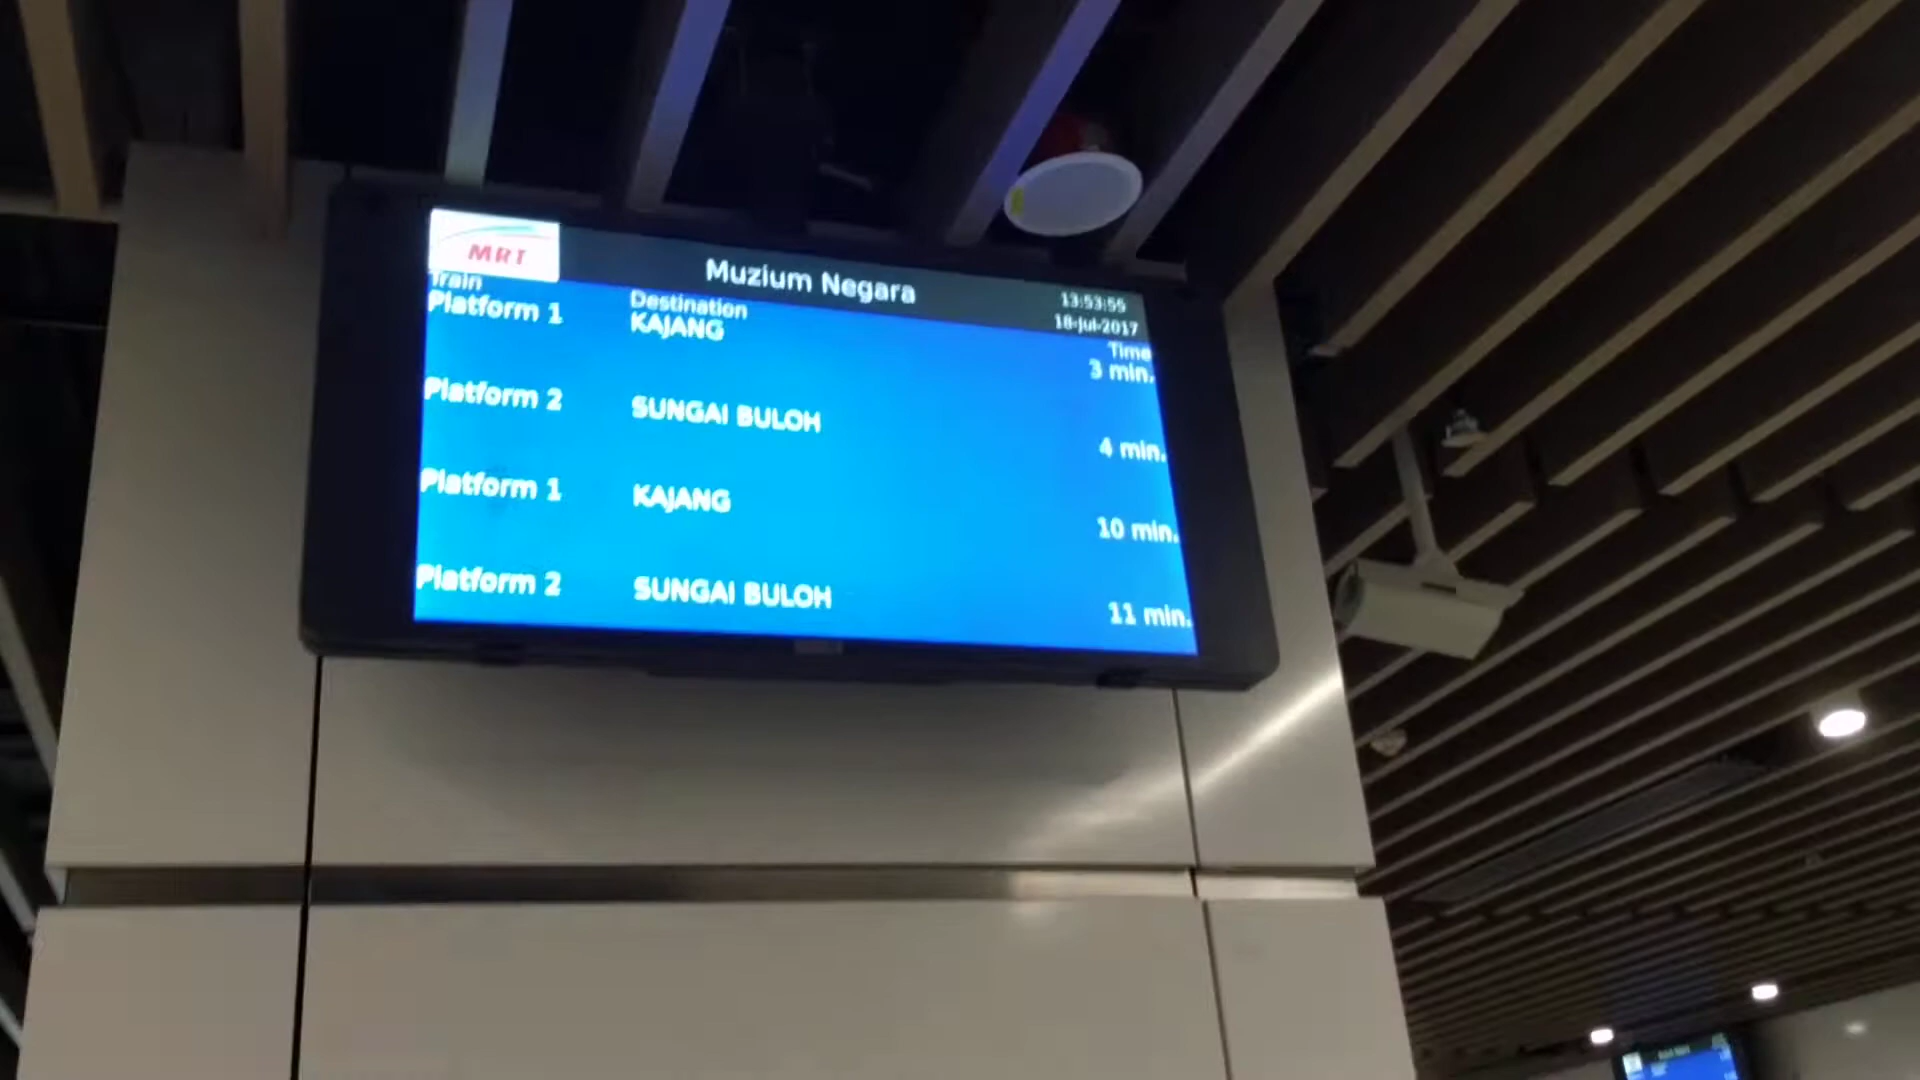 MRT
Muzium Negara
13:53:55
18-Jul-2017
Train Destination Time
Platform 1 KAJANG 3 min.
Platform 2 SUNGAI BULOH 4 min.
Platform 1 KAJANG 10 min.
Platform 2 SUNGAI BULOH 11 min.